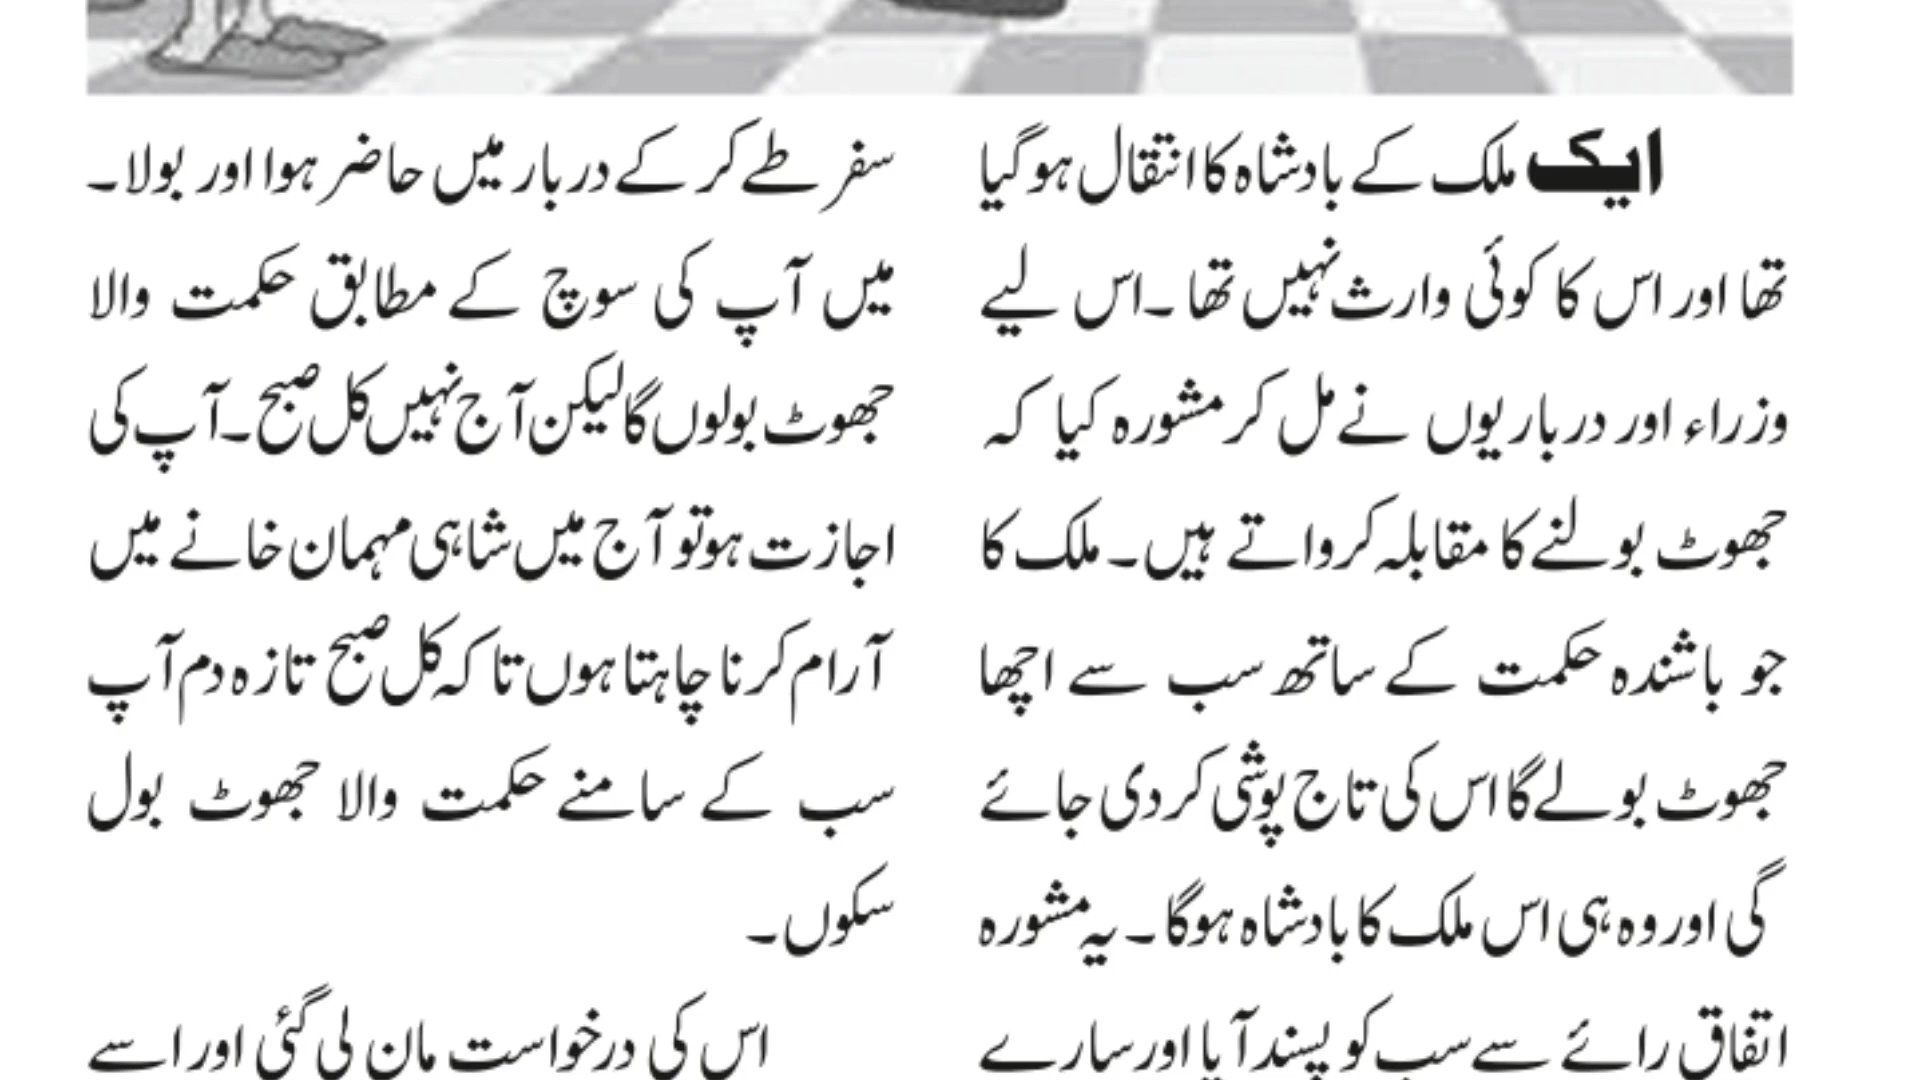 ایک ملک کے بادشاہ کا انتقال ہوگیا
تھا اور اس کا کوئی وارث نہیں تھا۔اس لیے
وزراء اور درباریوں نے مل کر مشورہ کیا کہ
جھوٹ بولنے کا مقابلہ کرواتے ہیں۔ملک کا
جو باشندہ حکمت کے ساتھ سب سے اچھا
جھوٹ بولے گا اس کی تاج پوشی کردی جائے
گی اور وہ ہی اس ملک کا بادشاہ ہوگا۔یہ مشورہ
اتفاق رائے سے سب کو پسند آیا اور سارے
سفر طے کر کے دربار میں حاضر ہوا اور بولا۔
میں آپ کی سوچ کے مطابق حکمت والا
جھوٹ بولوں گا لیکن آج نہیں کل صبح۔آپ کی
اجازت ہو تو آج میں شاہی مہمان خانے میں
آرام کرنا چاہتا ہوں تا کہ کل صبح تازہ دم آپ
سب کے سامنے حکمت والا جھوٹ بول
سکوں۔
اس کی درخواست مان لی گئی اور اسے